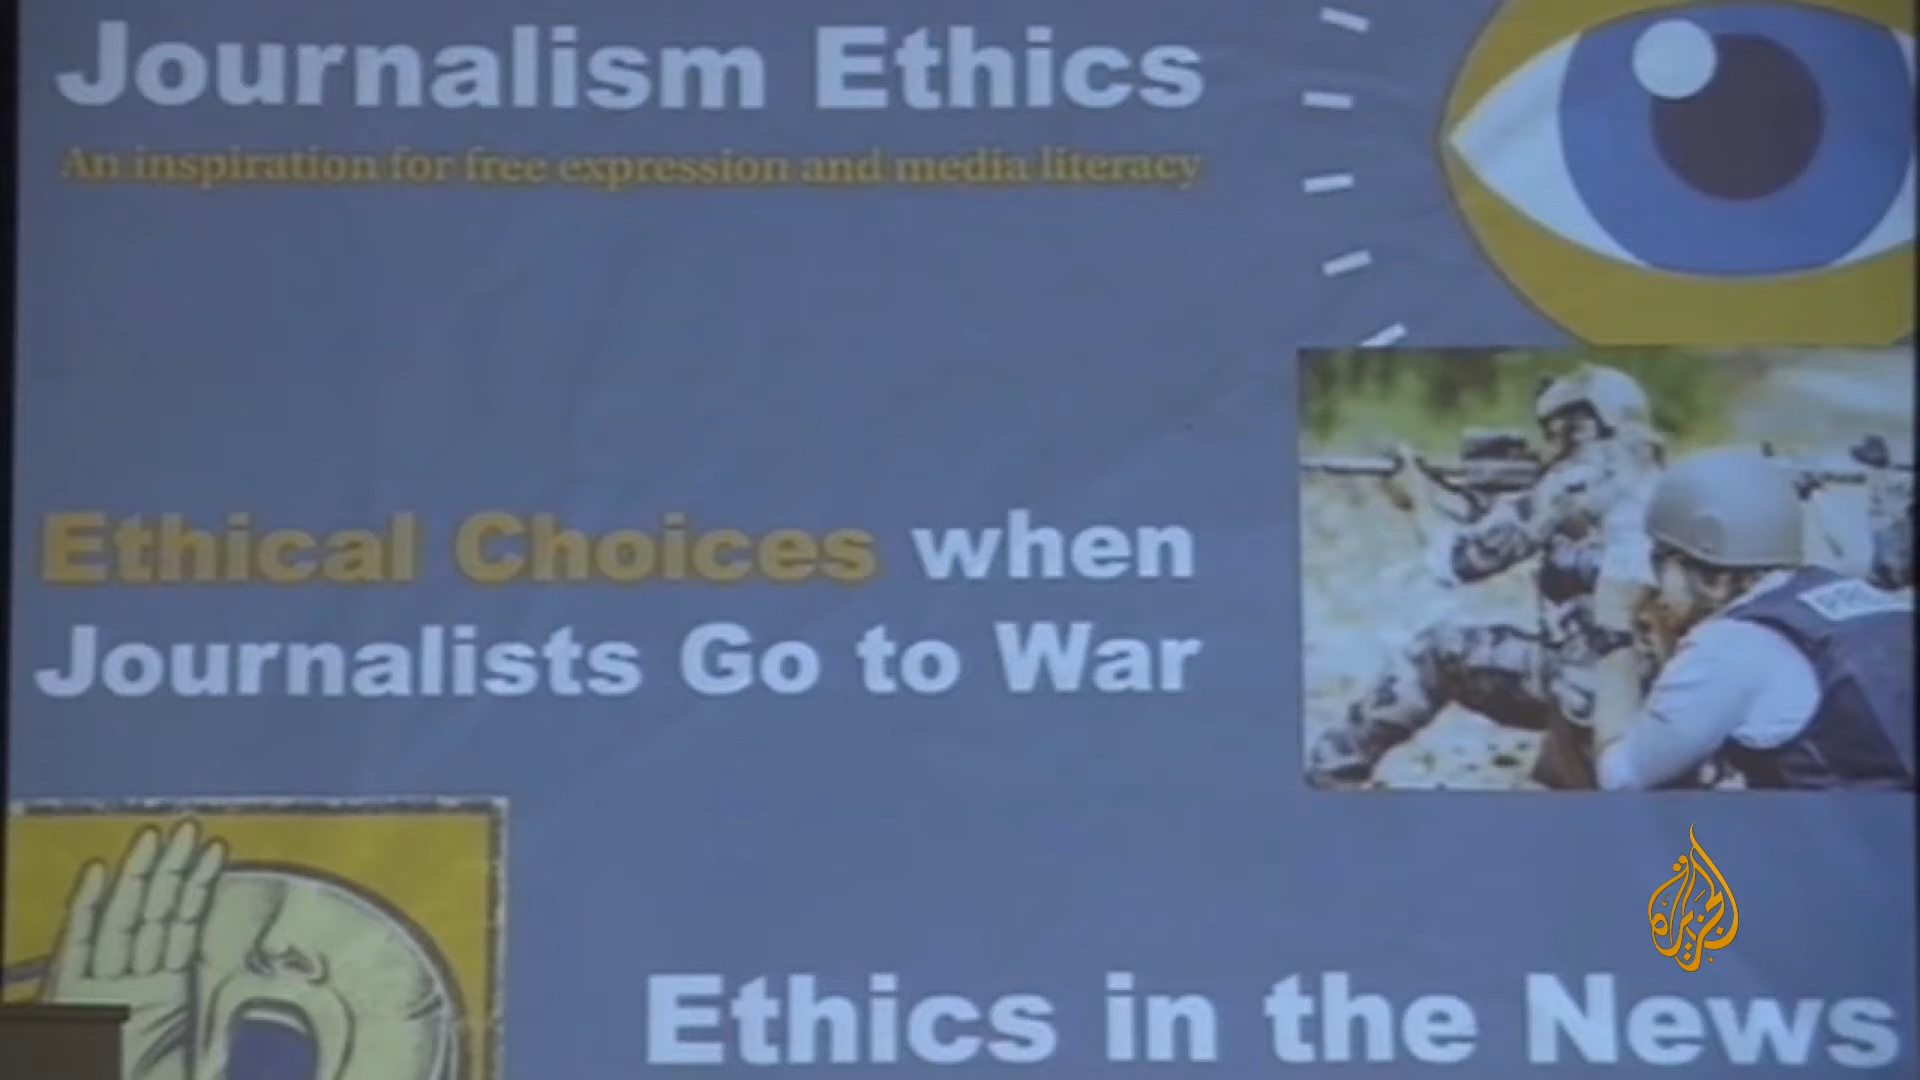 Journalism Ethics
An inspiration for free expression and media literacy
Ethical Choices when
Journalists Go to War
الجزيرة
Ethics in the News